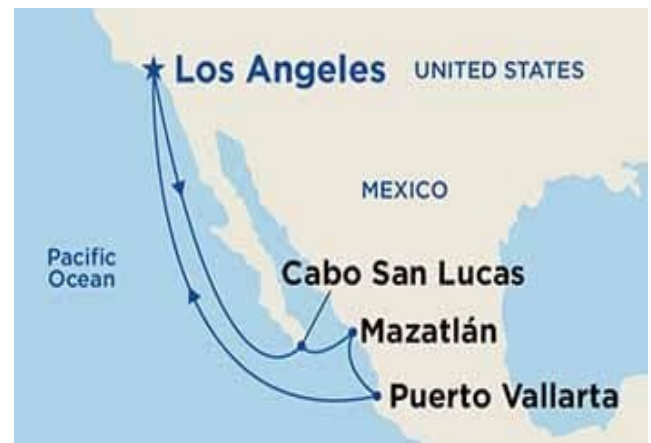 Los Angeles
UNITED STATES
MEXICO
Pacific
Ocean
Cabo San Lucas
Mazatlán
Puerto Vallarta